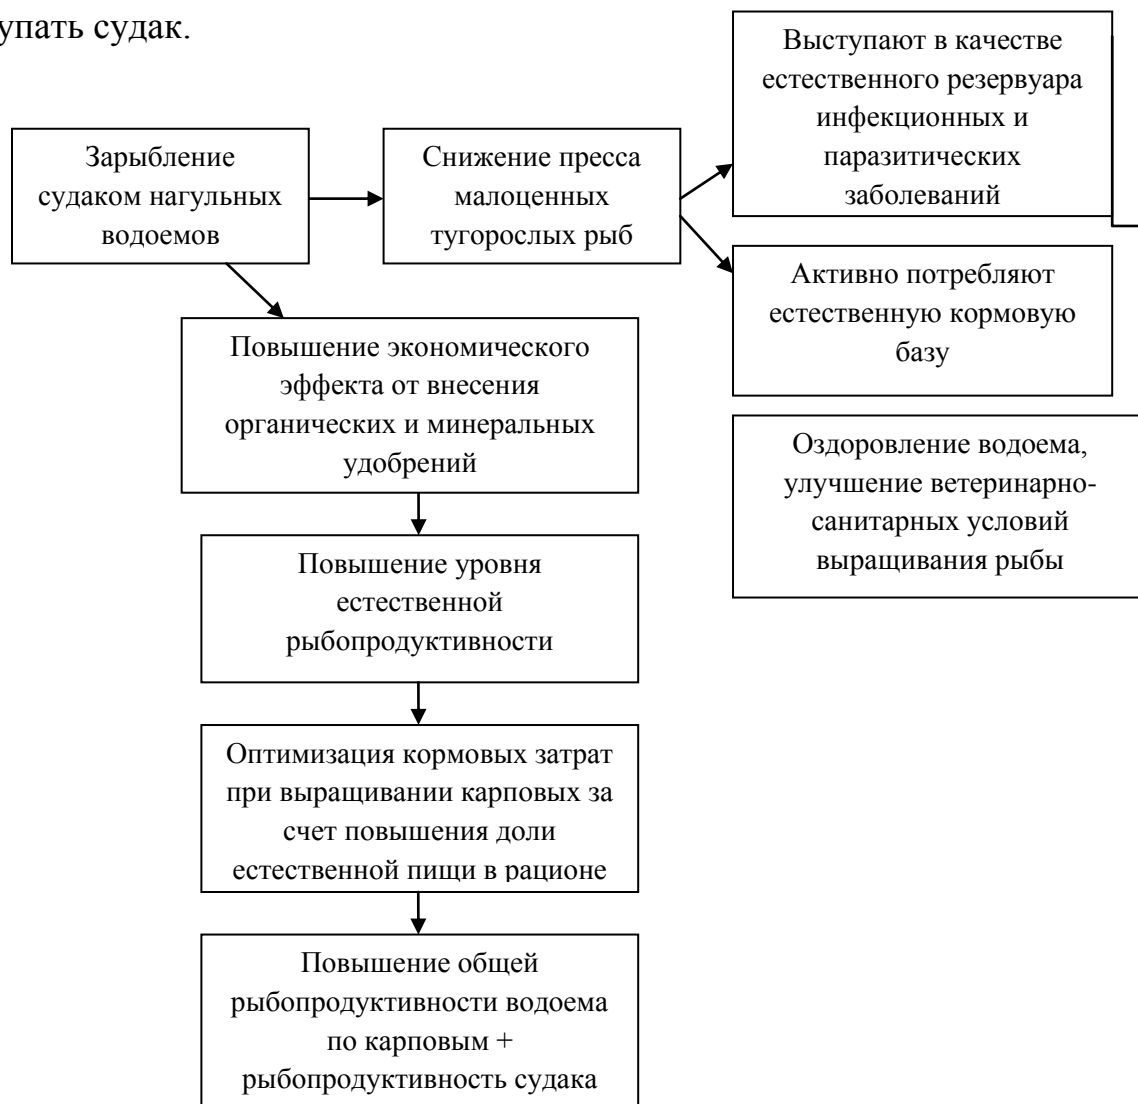 упать судак.
Зарыбление
судаком нагульных
водоемов
Снижение пресса
малоценных
тугорослых рыб
Выступают в качестве
естественного резервуара
инфекционных и
паразитических
заболеваний
Активно потребляют
естественную кормовую
базу
Повышение экономического
эффекта от внесения
органических и минеральных
удобрений
Оздоровление водоема,
улучшение ветеринарно-
санитарных условий
выращивания рыбы
Повышение уровня
естественной
рыбопродуктивности
Оптимизация кормовых затрат
при выращивании карповых за
счет повышения доли
естественной пищи в рационе
Повышение общей
рыбопродуктивности водоема
по карповым +
рыбопродуктивность судака